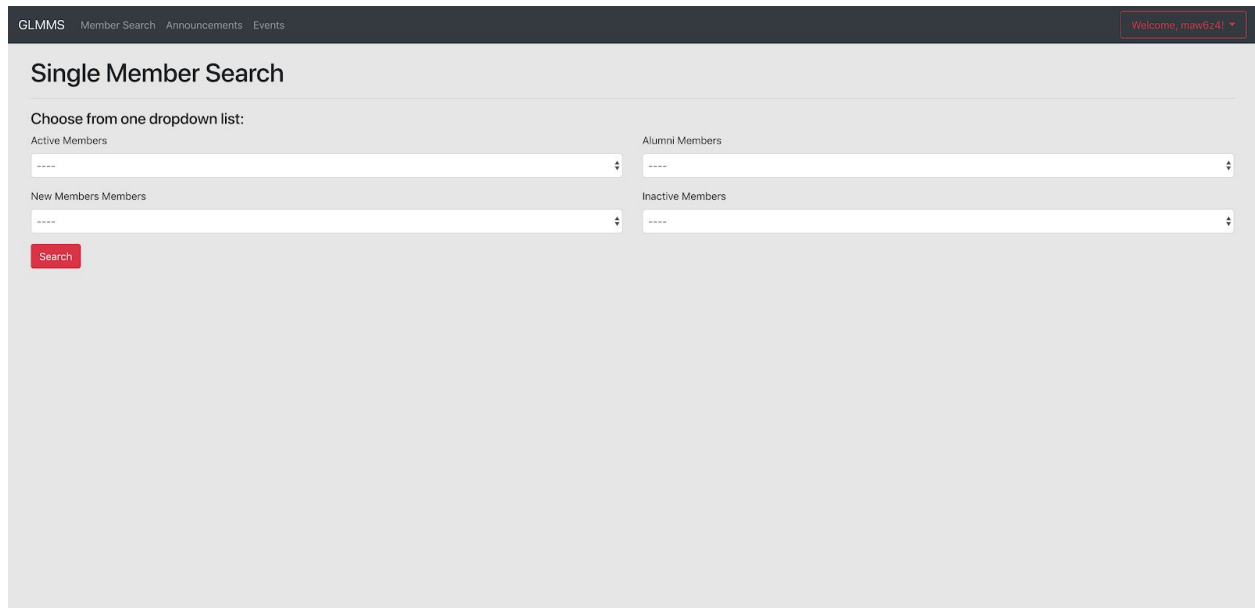 GLMMS Member Search Announcements Events Welcome, maw6z4!
Single Member Search
Choose from one dropdown list:
Active Members Alumni Members
---- ----
New Members Members Inactive Members
---- ----
Search